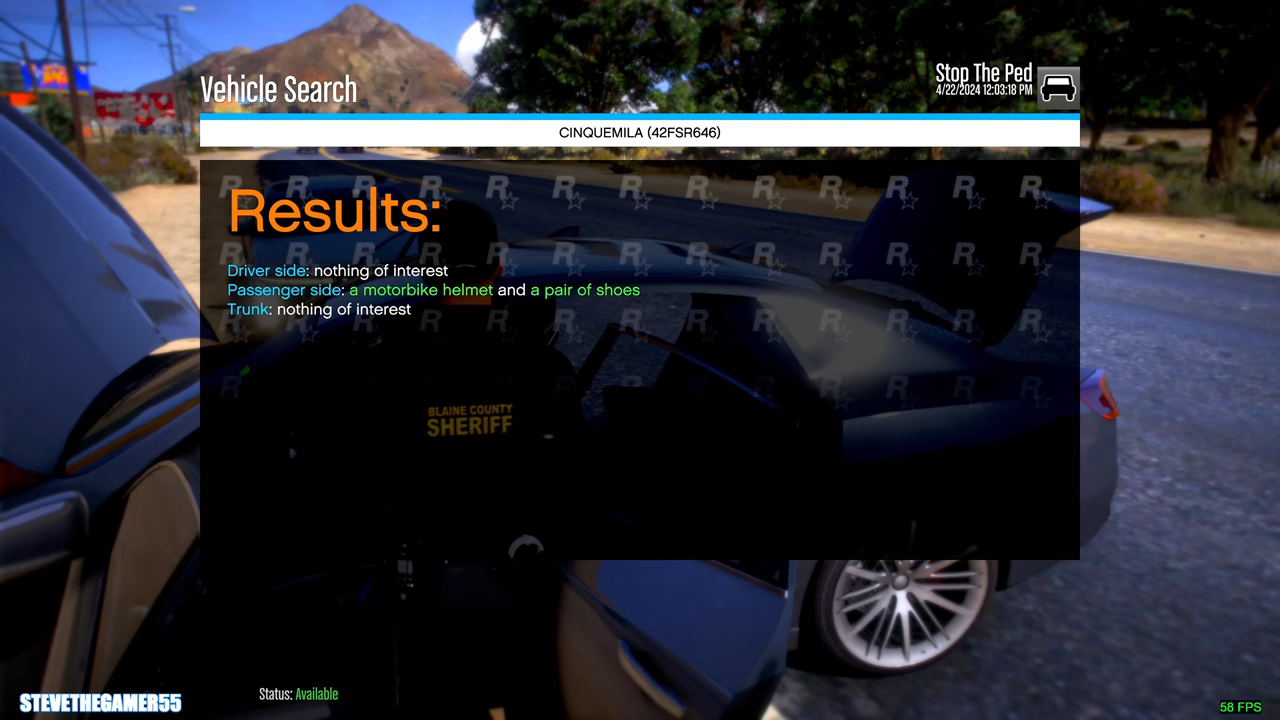 Vehicle Search
Stop The Ped
4/22/2024 12:03:18 PM
CINQUEMILA (42FSR646)
Results:
Driver side: nothing of interest
Passenger side: a motorbike helmet and a pair of shoes
Trunk: nothing of interest
BLAINE COUNTY
SHERIFF
Status: Available
STEVETHEGAMER55
58 FPS